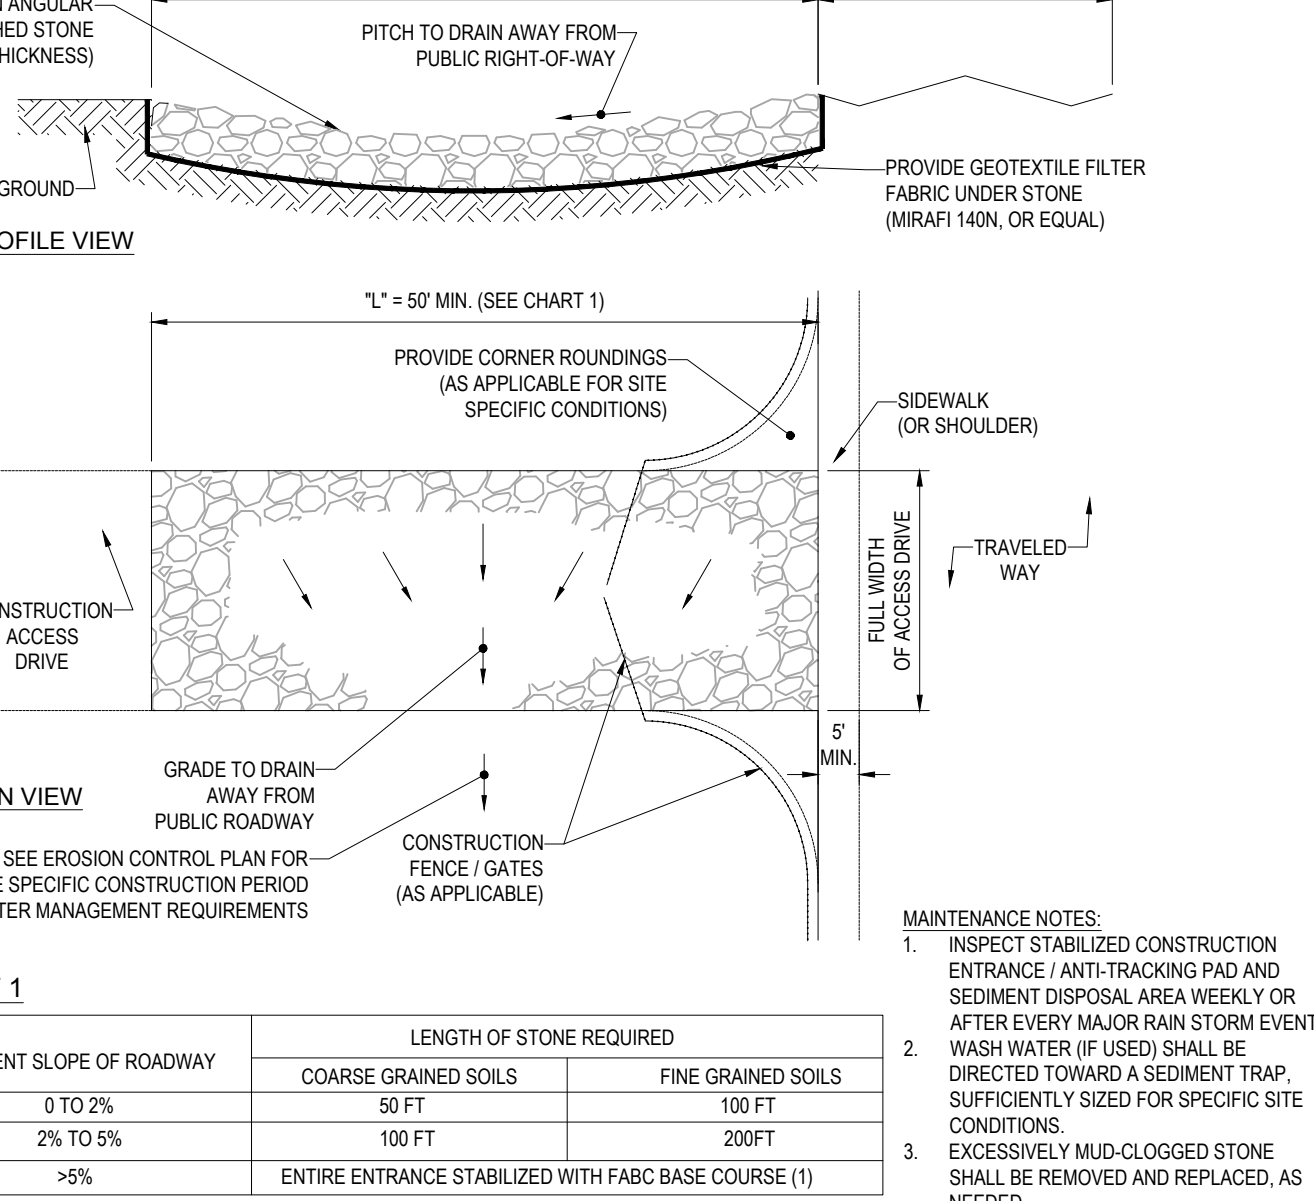 ANGULAR
STONE
PITCH TO DRAIN AWAY FROM
PUBLIC RIGHT-OF-WAY
GROUND
PROVIDE GEOTEXTILE FILTER
FABRIC UNDER STONE
(MIRAFI 140N, OR EQUAL)
VIEW
"L" = 50' MIN. (SEE CHART 1)
PROVIDE CORNER ROUNDINGS
(AS APPLICABLE FOR SITE
SPECIFIC CONDITIONS)
SIDEWALK
(OR SHOULDER)
FULL WIDTH
OF ACCESS DRIVE
TRAVELED
WAY
ACCESS
DRIVE
5'
MIN.
GRADE TO DRAIN
AWAY FROM
PUBLIC ROADWAY
VIEW
SEE EROSION CONTROL PLAN FOR
SPECIFIC CONSTRUCTION PERIOD
MANAGEMENT REQUIREMENTS
CONSTRUCTION
FENCE / GATES
(AS APPLICABLE)
1
SLOPE OF ROADWAY
LENGTH OF STONE REQUIRED
COARSE GRAINED SOILS
FINE GRAINED SOILS
0 TO 2%
50 FT
100 FT
2% TO 5%
100 FT
200FT
>5%
ENTIRE ENTRANCE STABILIZED WITH FABC BASE COURSE (1)
MAINTENANCE NOTES:
1. INSPECT STABILIZED CONSTRUCTION
ENTRANCE / ANTI-TRACKING PAD AND
SEDIMENT DISPOSAL AREA WEEKLY OR
AFTER EVERY MAJOR RAIN STORM EVENT
2. WASH WATER (IF USED) SHALL BE
DIRECTED TOWARD A SEDIMENT TRAP,
SUFFICIENTLY SIZED FOR SPECIFIC SITE
CONDITIONS.
3. EXCESSIVELY MUD-CLOGGED STONE
SHALL BE REMOVED AND REPLACED, AS